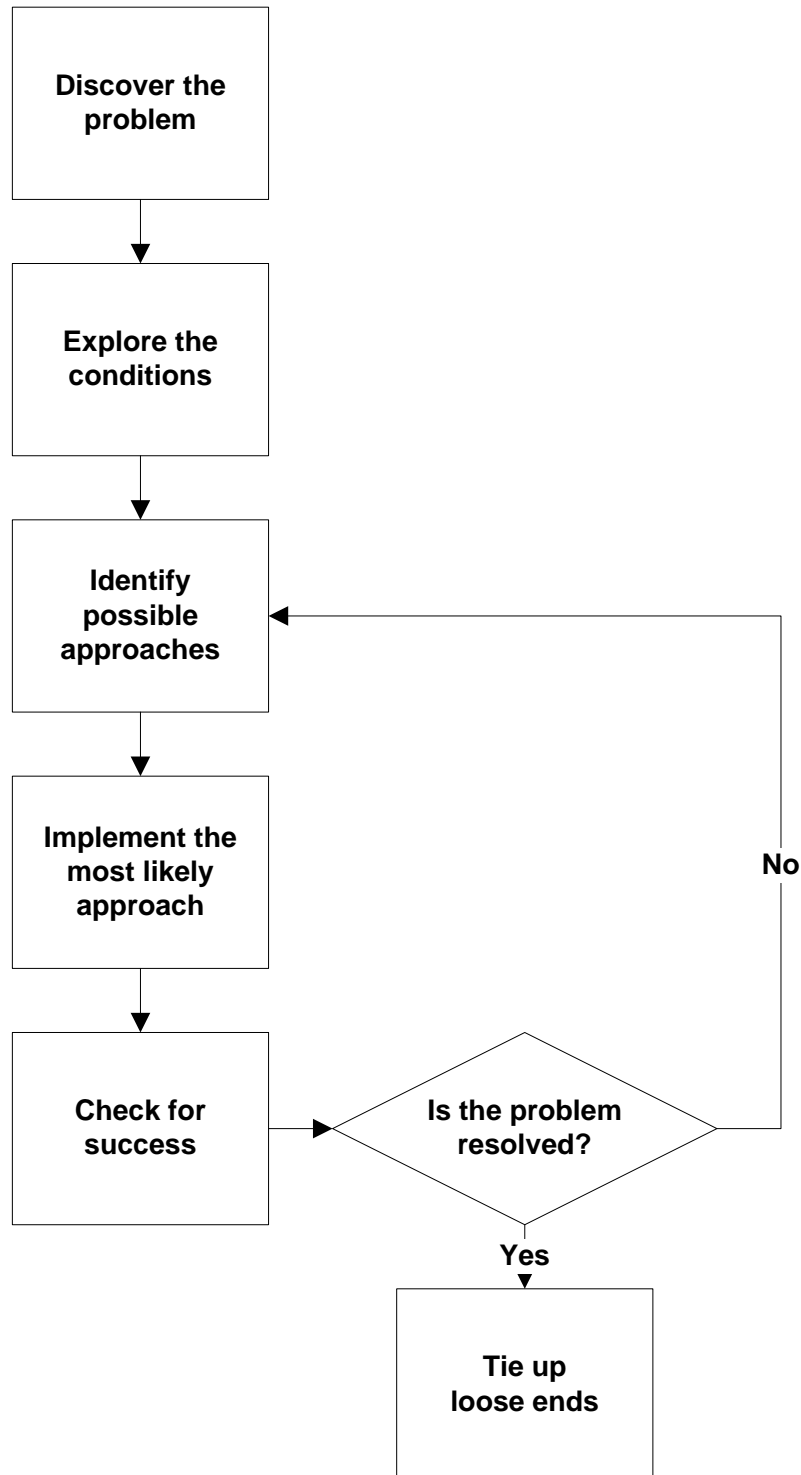 Discover the
problem
Explore the
conditions
Identify
possible
approaches
Implement the
most likely
approach
No
Check for
success
Is the problem
resolved?
Yes
Tie up
loose ends